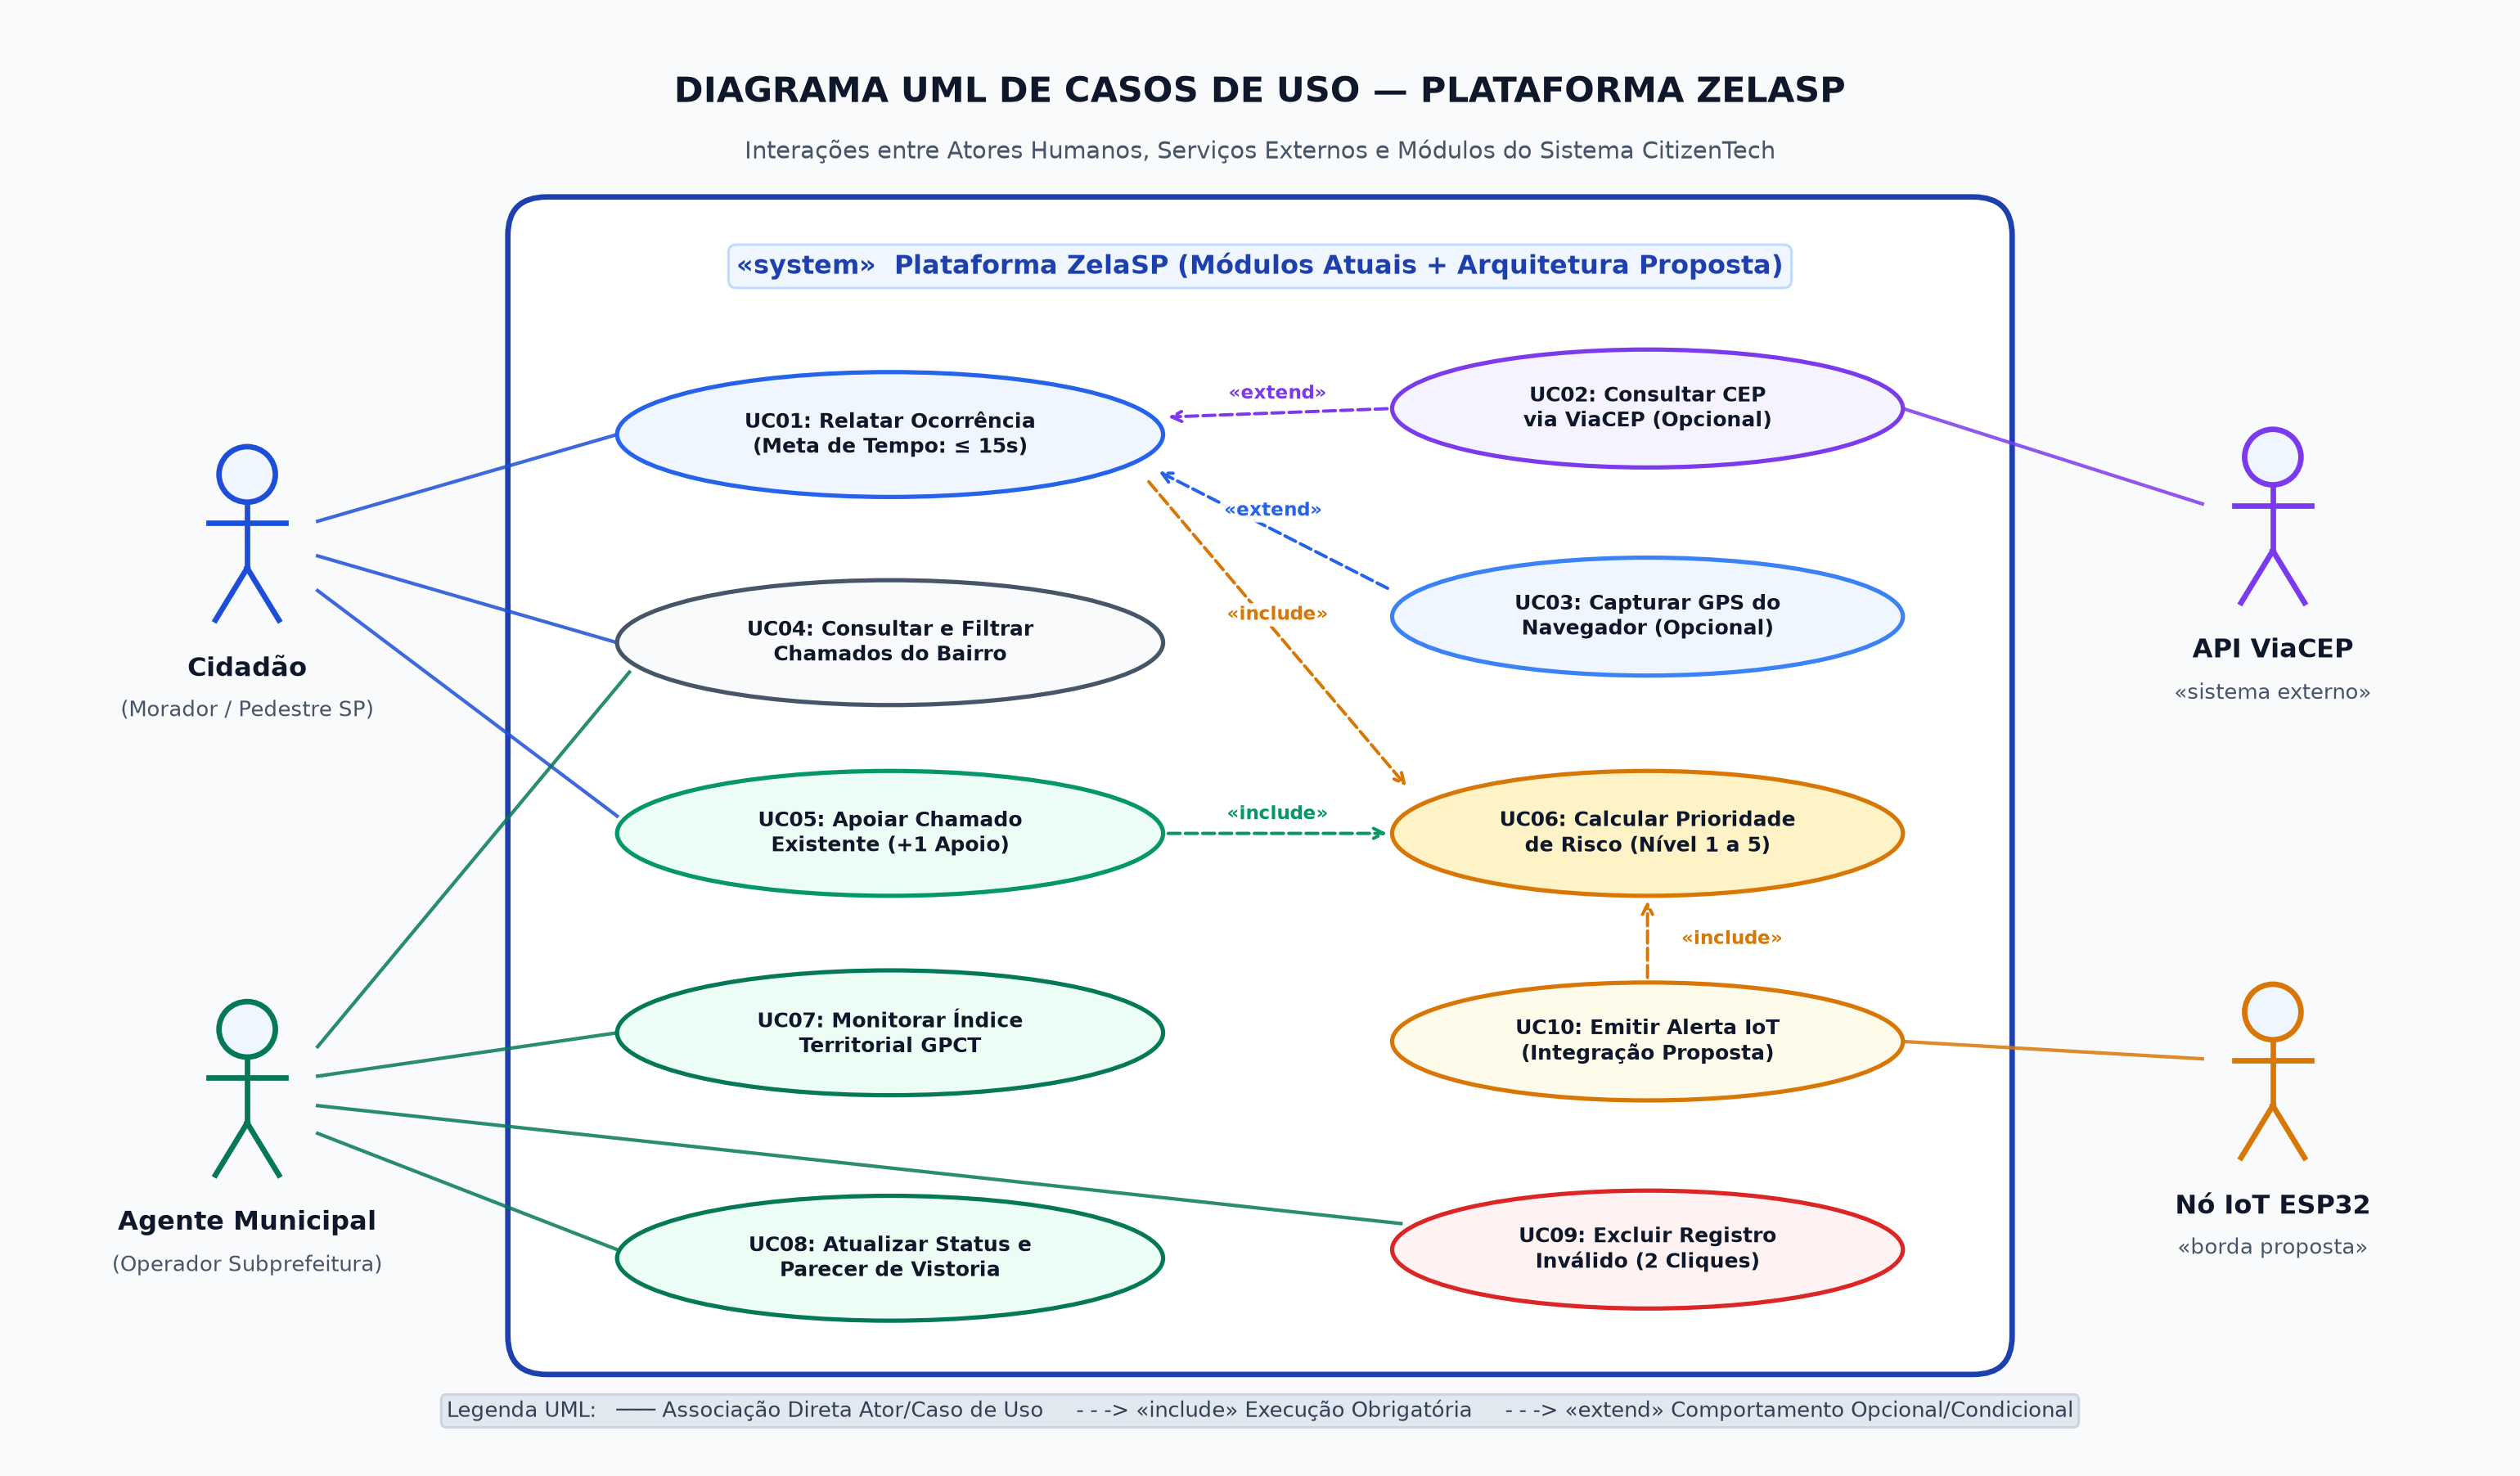 DIAGRAMA UML DE CASOS DE USO — PLATAFORMA ZELASP
Interações entre Atores Humanos, Serviços Externos e Módulos do Sistema CitizenTech
«system» Plataforma ZelaSP (Módulos Atuais + Arquitetura Proposta)
UC01: Relatar Ocorrência
(Meta de Tempo: ≤ 15s)
«extend»
UC02: Consultar CEP
via ViaCEP (Opcional)
«extend»
UC03: Capturar GPS do
Navegador (Opcional)
«include»
UC04: Consultar e Filtrar
Chamados do Bairro
Cidadão
(Morador / Pedestre SP)
API ViaCEP
«sistema externo»
UC05: Apoiar Chamado
Existente (+1 Apoio)
«include»
UC06: Calcular Prioridade
de Risco (Nível 1 a 5)
«include»
UC07: Monitorar Índice
Territorial GPCT
UC10: Emitir Alerta IoT
(Integração Proposta)
Agente Municipal
(Operador Subprefeitura)
Nó IoT ESP32
«borda proposta»
UC08: Atualizar Status e
Parecer de Vistoria
UC09: Excluir Registro
Inválido (2 Cliques)
Legenda UML: —— Associação Direta Ator/Caso de Uso - - -> «include» Execução Obrigatória - - -> «extend» Comportamento Opcional/Condicional